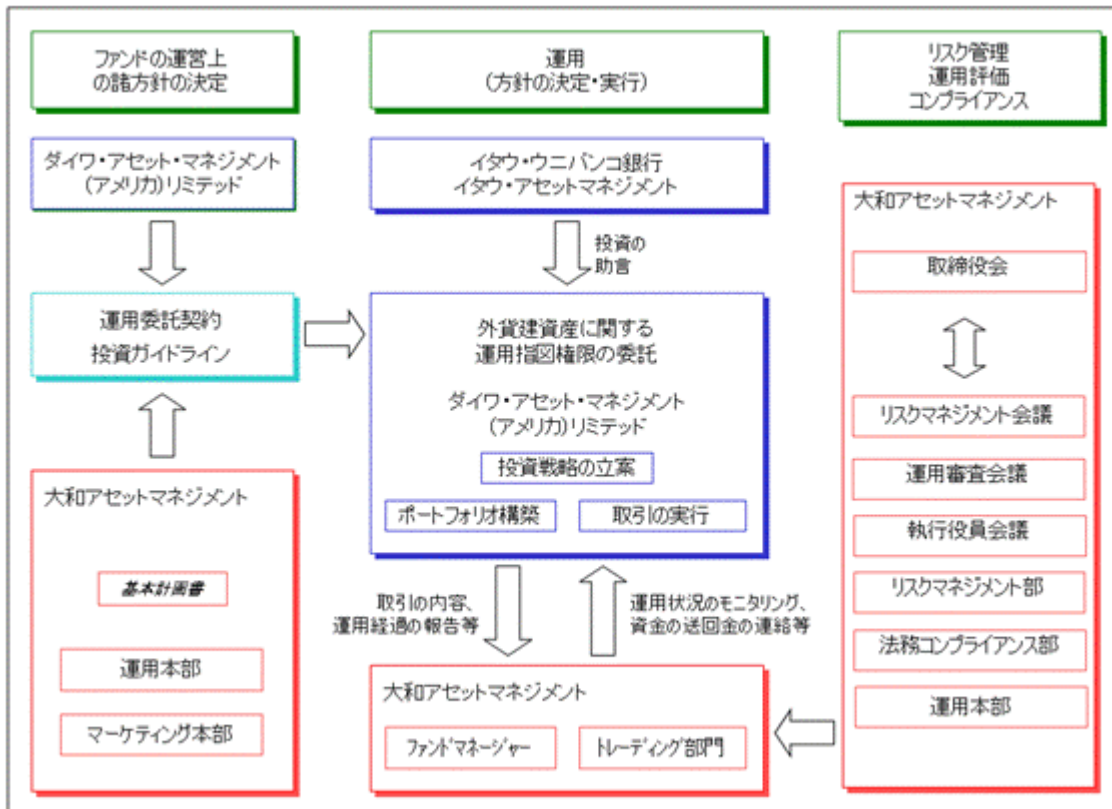 ファンドの運営上
の諸方針の決定
運用
(方針の決定・実行)
リスク管理
運用評価
コンプライアンス
ダイワ・アセット・マネジメント
(アメリカ)リミテッド
イタウ・ウニバンコ銀行
イタウ・アセットマネジメント
投資の
助言
運用委託契約
投資ガイドライン
外貨建資産に関する
運用指図権限の委託
ダイワ・アセット・マネジメント
(アメリカ)リミテッド
投資戦略の立案
ポートフォリオ構築
取引の実行
大和アセットマネジメント
基本計画書
運用本部
マーケティング本部
取引の内容、
運用経過の報告等
運用状況のモニタリング、
資金の送回金の連絡等
大和アセットマネジメント
ファンドマネージャー
トレーディング部門
大和アセットマネジメント
取締役会
リスクマネジメント会議
運用審査会議
執行役員会議
リスクマネジメント部
法務コンプライアンス部
運用本部